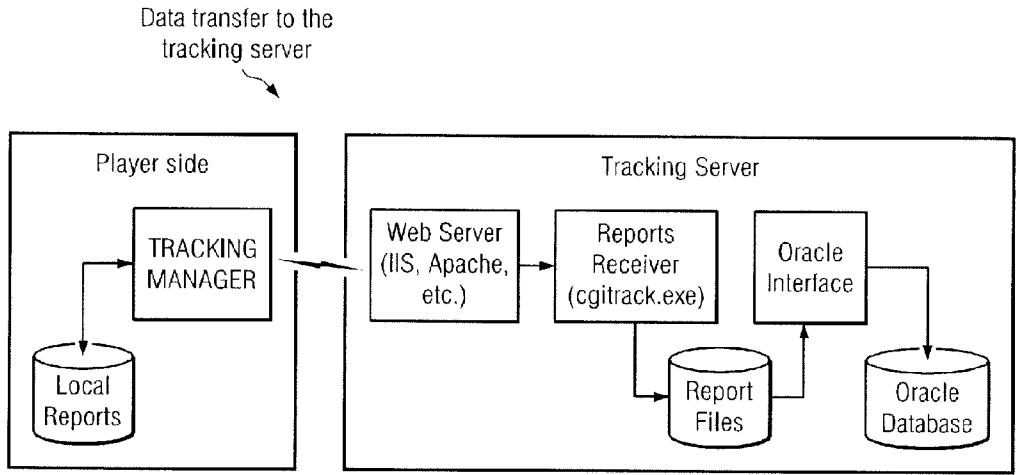 Data transfer to the
tracking server
Player side
TRACKING
MANAGER
Local
Reports
Tracking Server
Web Server
(IIS, Apache,
etc.)
Reports
Receiver
(cgitrack.exe)
Oracle
Interface
Report
Files
Oracle
Database